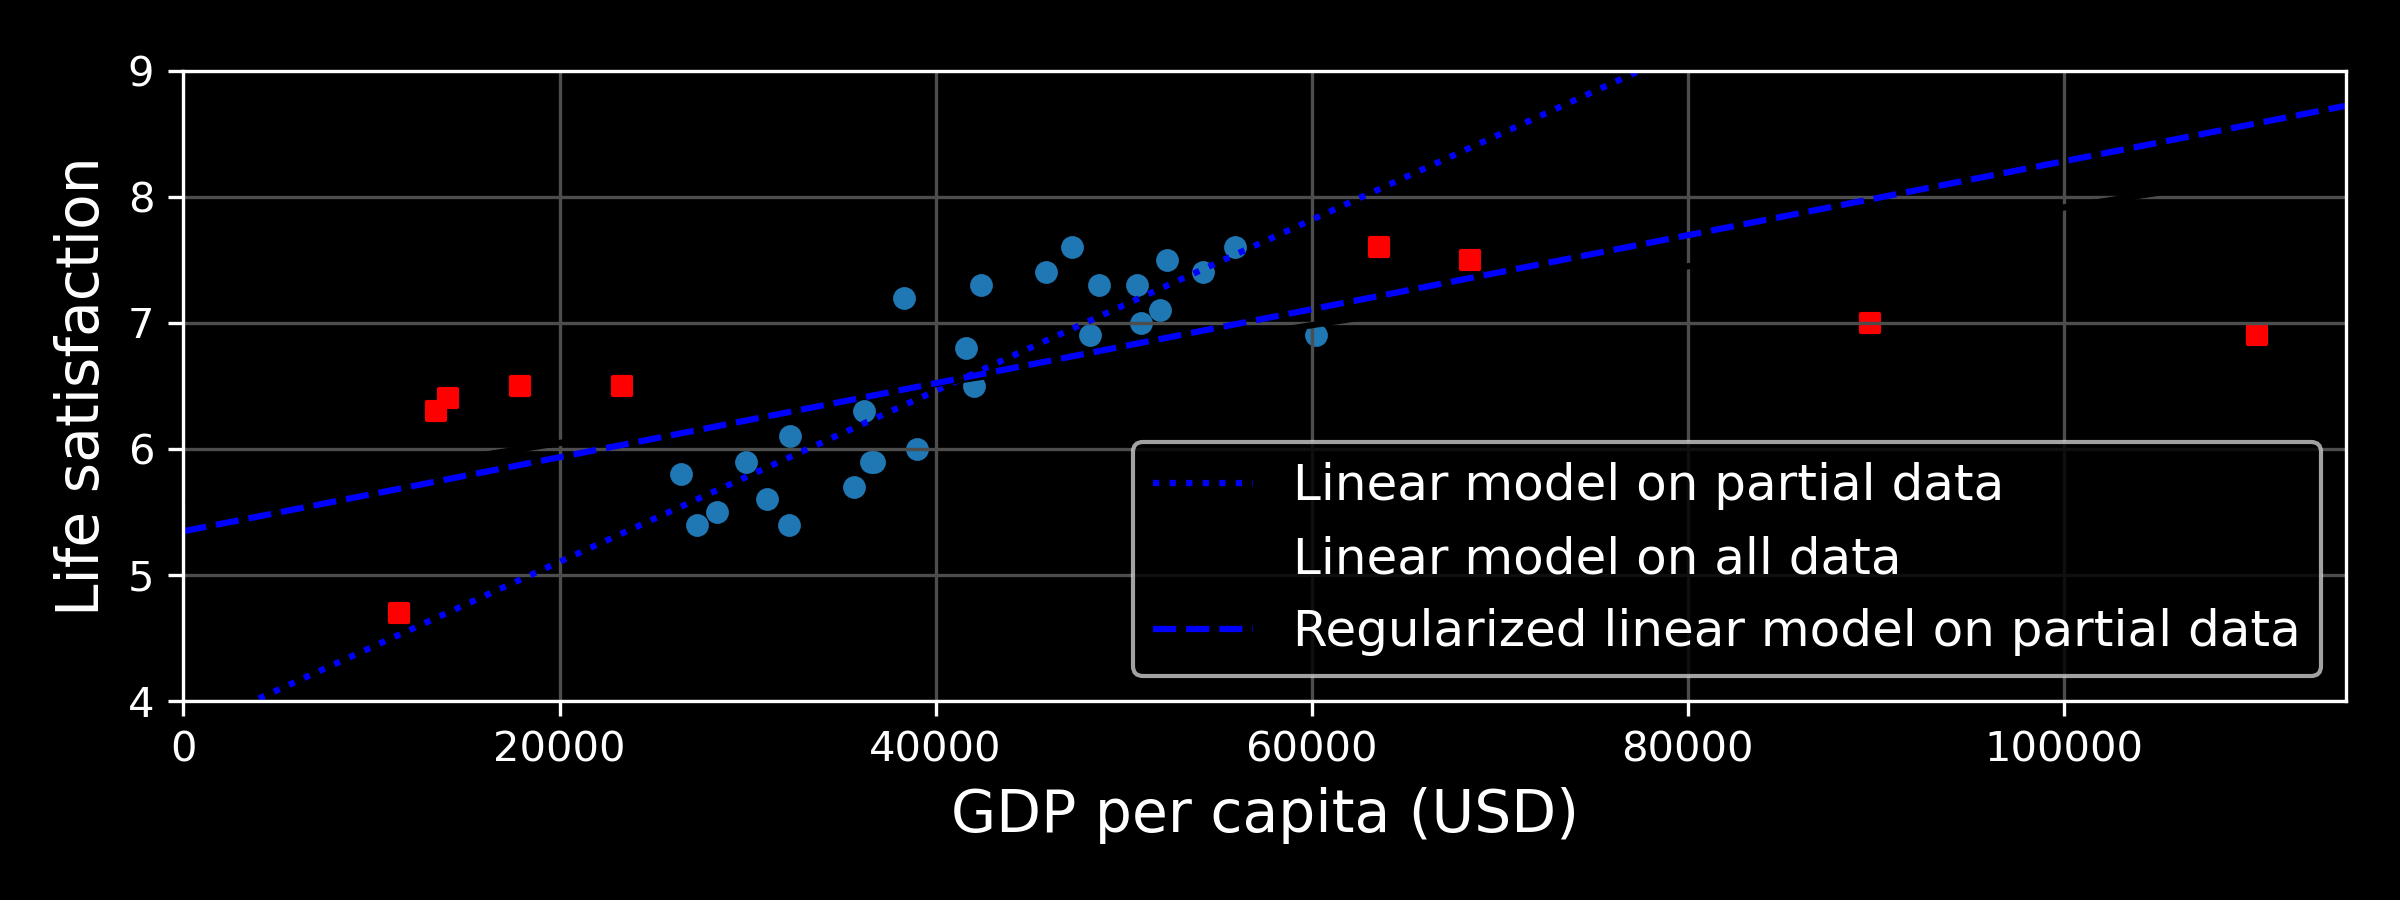 9
8
7
6
5
4
Life satisfaction
Linear model on partial data
Linear model on all data
Regularized linear model on partial data
0 20000 40000 60000 80000 100000
GDP per capita (USD)